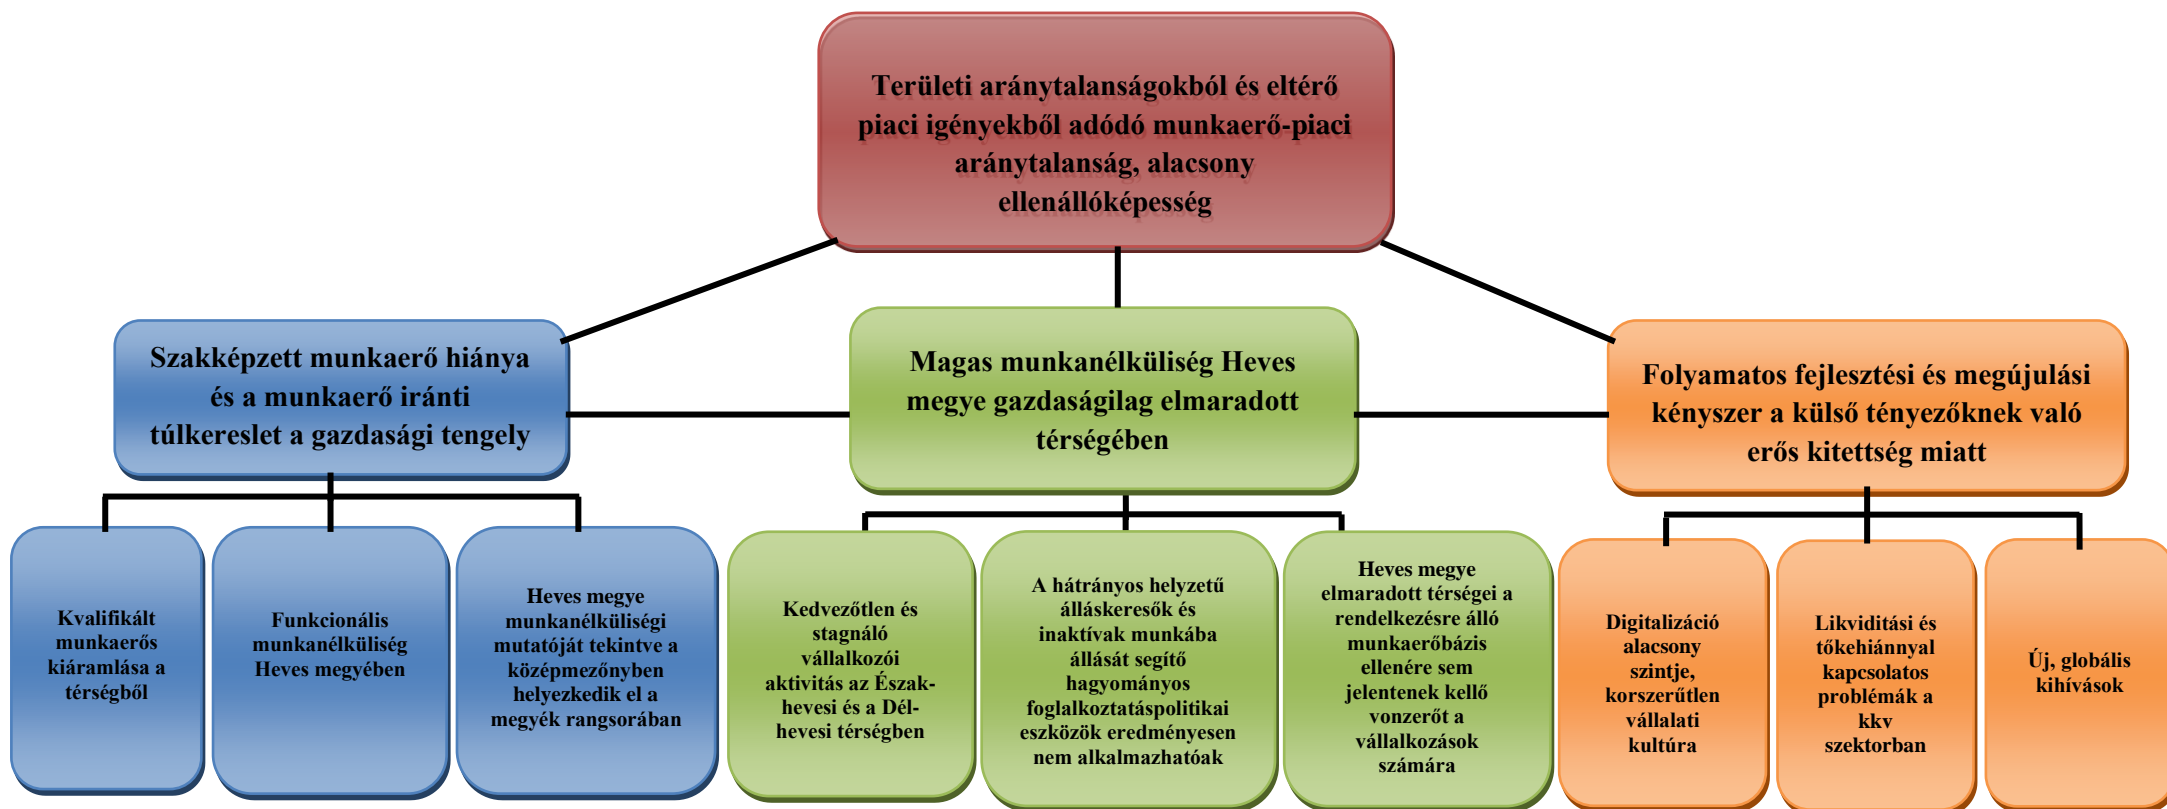 Területi aránytalanságokból és eltérő
piaci igényekből adódó munkaerő-piaci
aránytalanság, alacsony
ellenállóképesség
Szakképzett munkaerő hiánya
és a munkaerő iránti
túlkereslet a gazdasági tengely
Magas munkanélküliség Heves
megye gazdaságilag elmaradott
térségében
Folyamatos fejlesztési és megújulási
kényszer a külső tényezőknek való
erős kitettség miatt
Kvalifikált
munkaerős
kiáramlása a
térségből
Funkcionális
munkanélküliség
Heves megyében
Heves megye
munkanélküliségi
mutatóját tekintve a
középmezőnyben
helyezkedik el a
megyék rangsorában
Kedvezőtlen és
stagnáló
vállalkozói
aktivitás az Észak-
hevesi és a Dél-
hevesi térségben
A hátrányos helyzetű
álláskeresők és
inaktívak munkába
állását segítő
hagyományos
foglalkoztatáspolitikai
eszközök eredményesen
nem alkalmazhatóak
Heves megye
elmaradott térségei a
rendelkezésre álló
munkaerőbázis
ellenére sem
jelentenek kellő
vonzerőt a
vállalkozások
számára
Digitalizáció
alacsony
szintje,
korszerűtlen
vállalati
kultúra
Likviditási és
tőkehiánnyal
kapcsolatos
problémák a
kkv
szektorban
Új, globális
kihívások